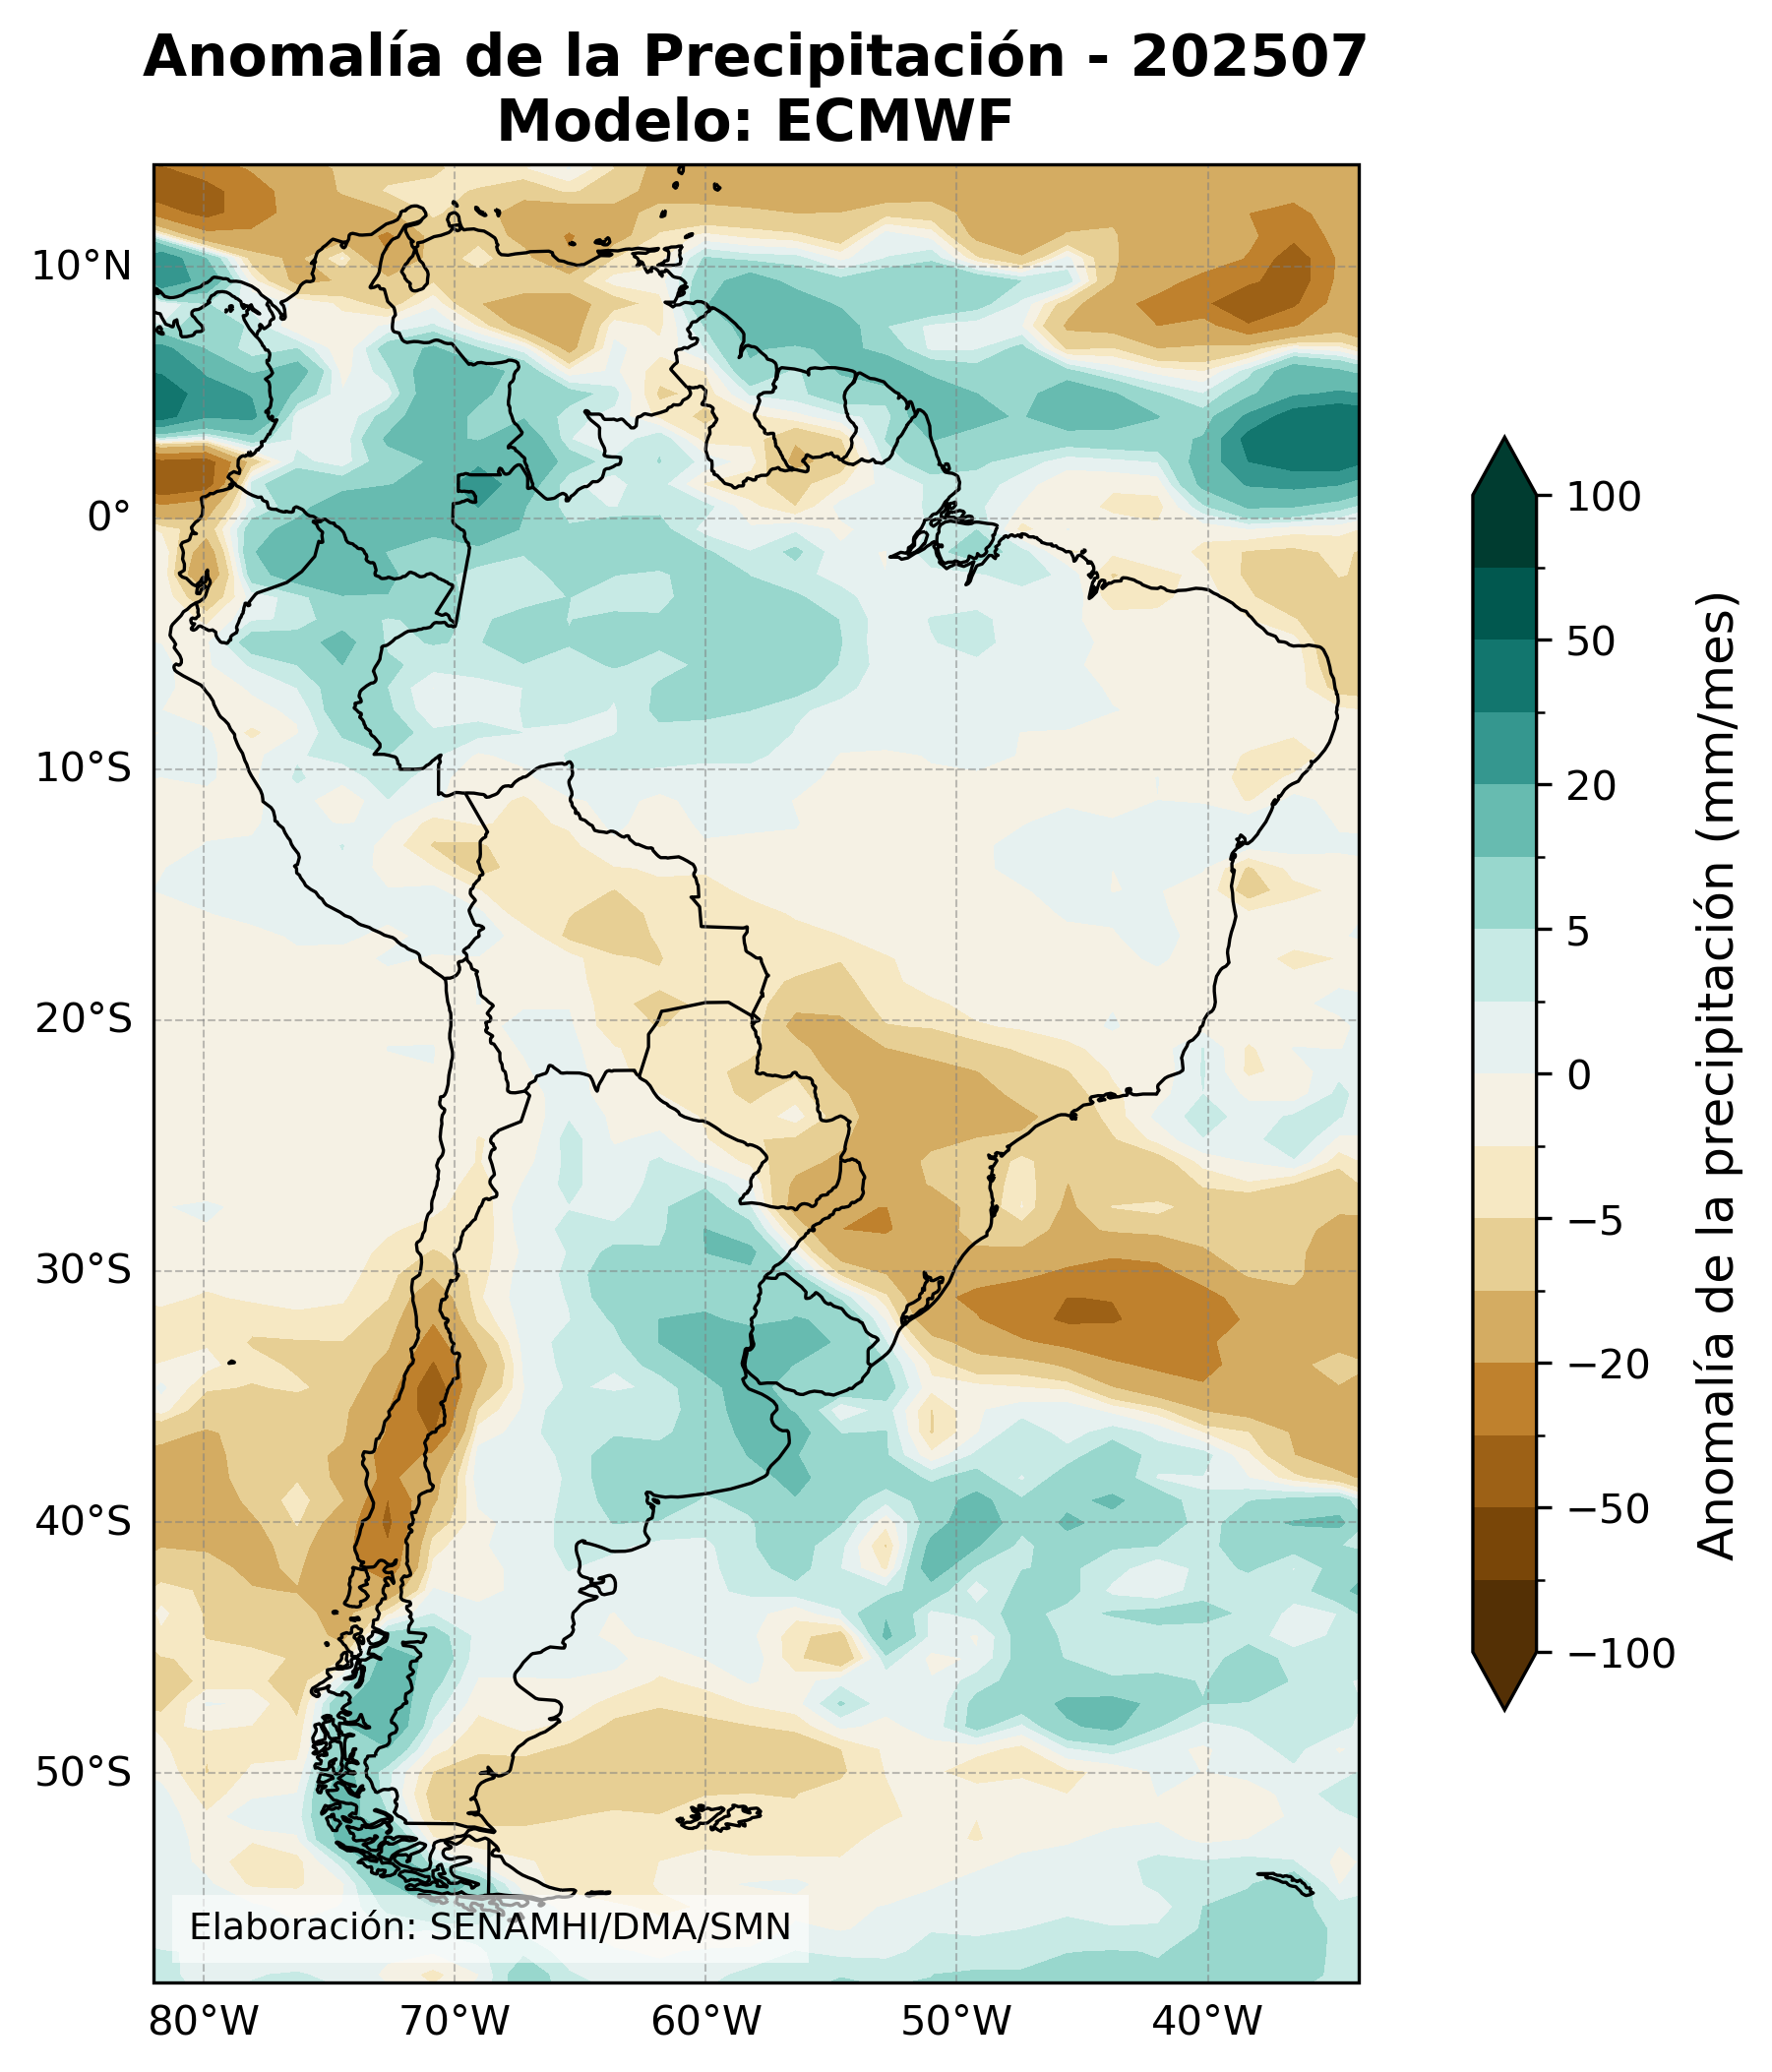 Anomalía de la Precipitación - 202507
Modelo: ECMWF
10°N
0°
10°S
20°S
30°S
40°S
50°S
80°W
70°W
60°W
50°W
40°W
Elaboración: SENAMHI/DMA/SMN
100
50
20
5
0
−5
−20
−50
−100
Anomalía de la precipitación (mm/mes)